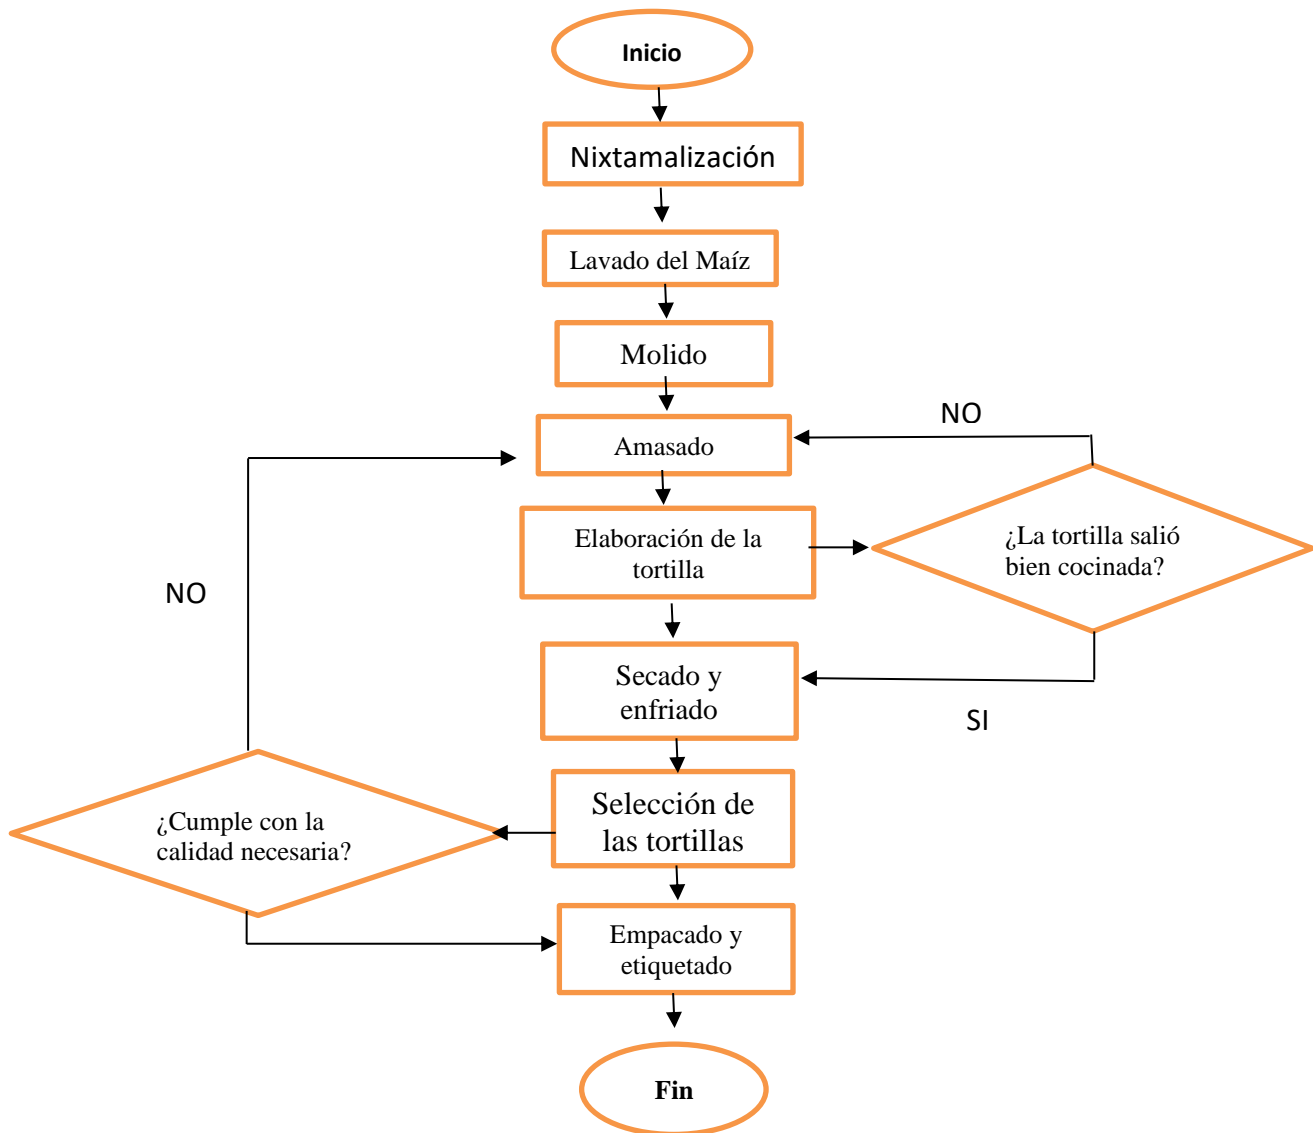 Inicio
Nixtamalización
Lavado del Maíz
Molido
NO
Amasado
Elaboración de la
tortilla
¿La tortilla salió
bien cocinada?
NO
Secado y
enfriado
SI
Selección de
las tortillas
¿Cumple con la
calidad necesaria?
Empacado y
etiquetado
Fin